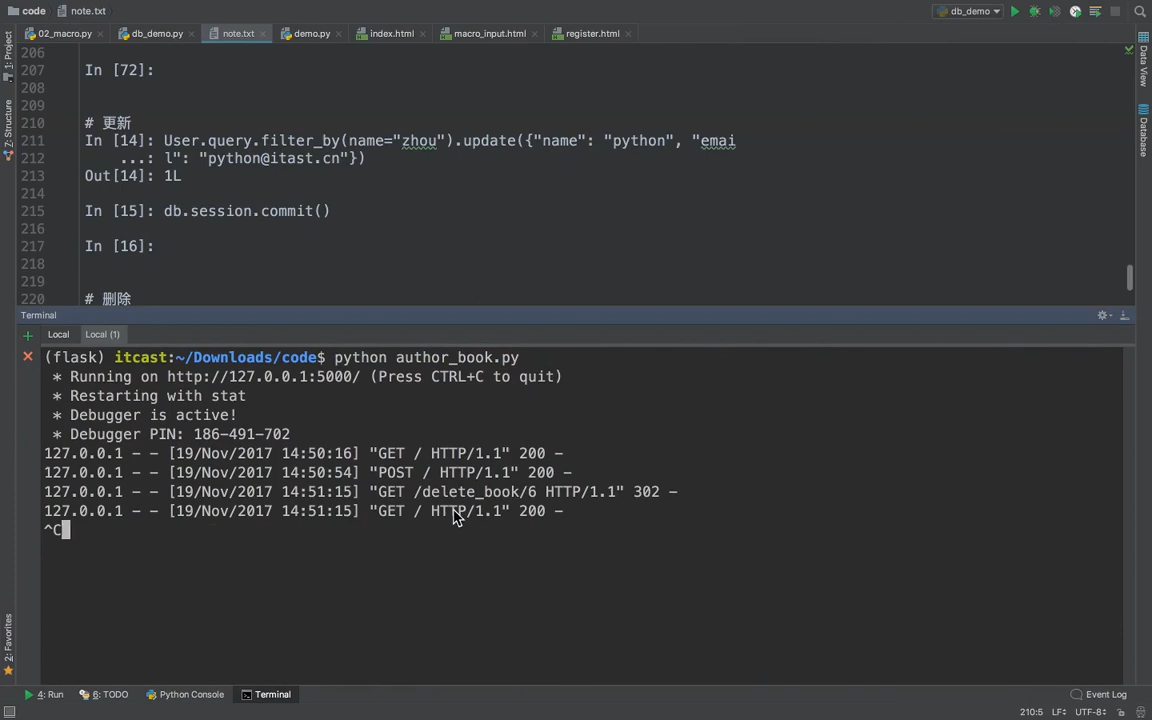 code note.txt db_demo
02_macro.py db_demo.py note.txt demo.py index.html macro_input.html register.html
206
207 In [72]:
208
209
210 # 更新
211 In [14]: User.query.filter_by(name="zhou").update({"name": "python", "emai
212 ...: l": "python@itast.cn"})
213 Out[14]: 1L
214
215 In [15]: db.session.commit()
216
217 In [16]:
218
219
220 # 删除
1: Project
7: Structure
2: Favorites
Data View
Database
Terminal
Local Local (1)
(flask) itcast:~/Downloads/code$ python author_book.py
* Running on http://127.0.0.1:5000/ (Press CTRL+C to quit)
* Restarting with stat
* Debugger is active!
* Debugger PIN: 186-491-702
127.0.0.1 - - [19/Nov/2017 14:50:16] "GET / HTTP/1.1" 200 -
127.0.0.1 - - [19/Nov/2017 14:50:54] "POST / HTTP/1.1" 200 -
127.0.0.1 - - [19/Nov/2017 14:51:15] "GET /delete_book/6 HTTP/1.1" 302 -
127.0.0.1 - - [19/Nov/2017 14:51:15] "GET / HTTP/1.1" 200 -
^C
4: Run 6: TODO Python Console Terminal Event Log
210:5 LF UTF-8